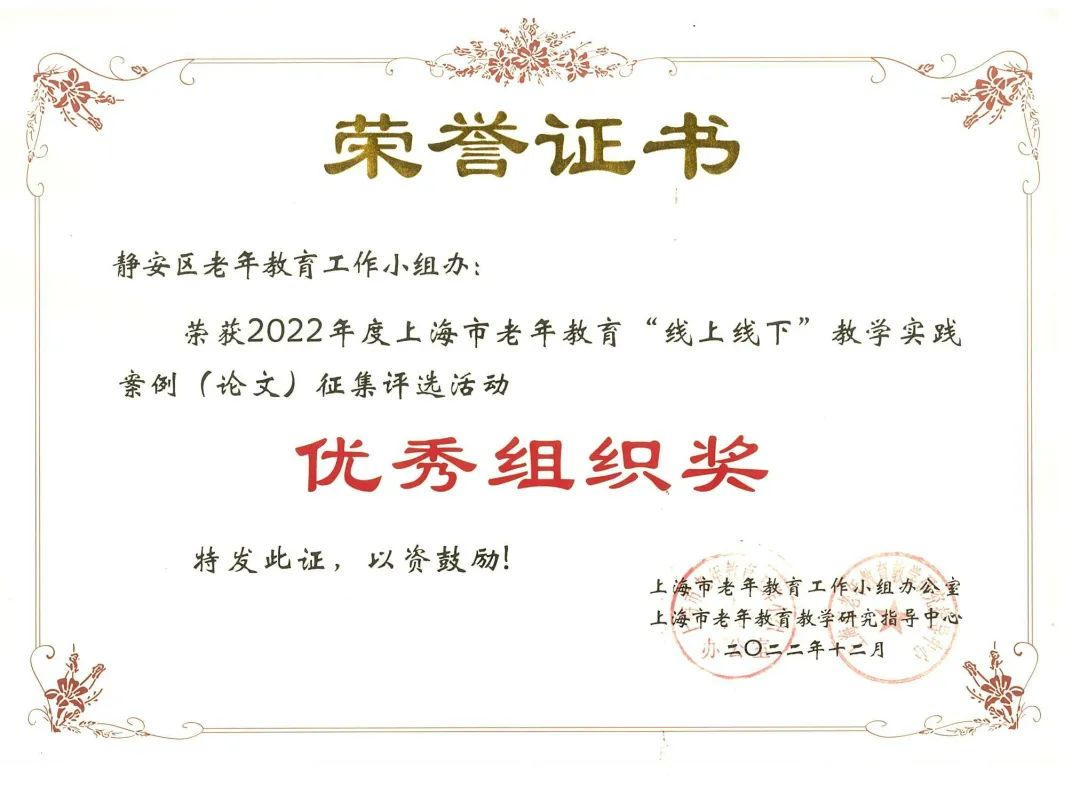 荣誉证书
静安区老年教育工作小组办：
荣获2022年度上海市老年教育“线上线下”教学实践
案例（论文）征集评选活动
优秀组织奖
特发此证，以资鼓励！
上海市老年教育工作小组办公室
上海市老年教育教学研究指导中心
二〇二二年十二月
办公室